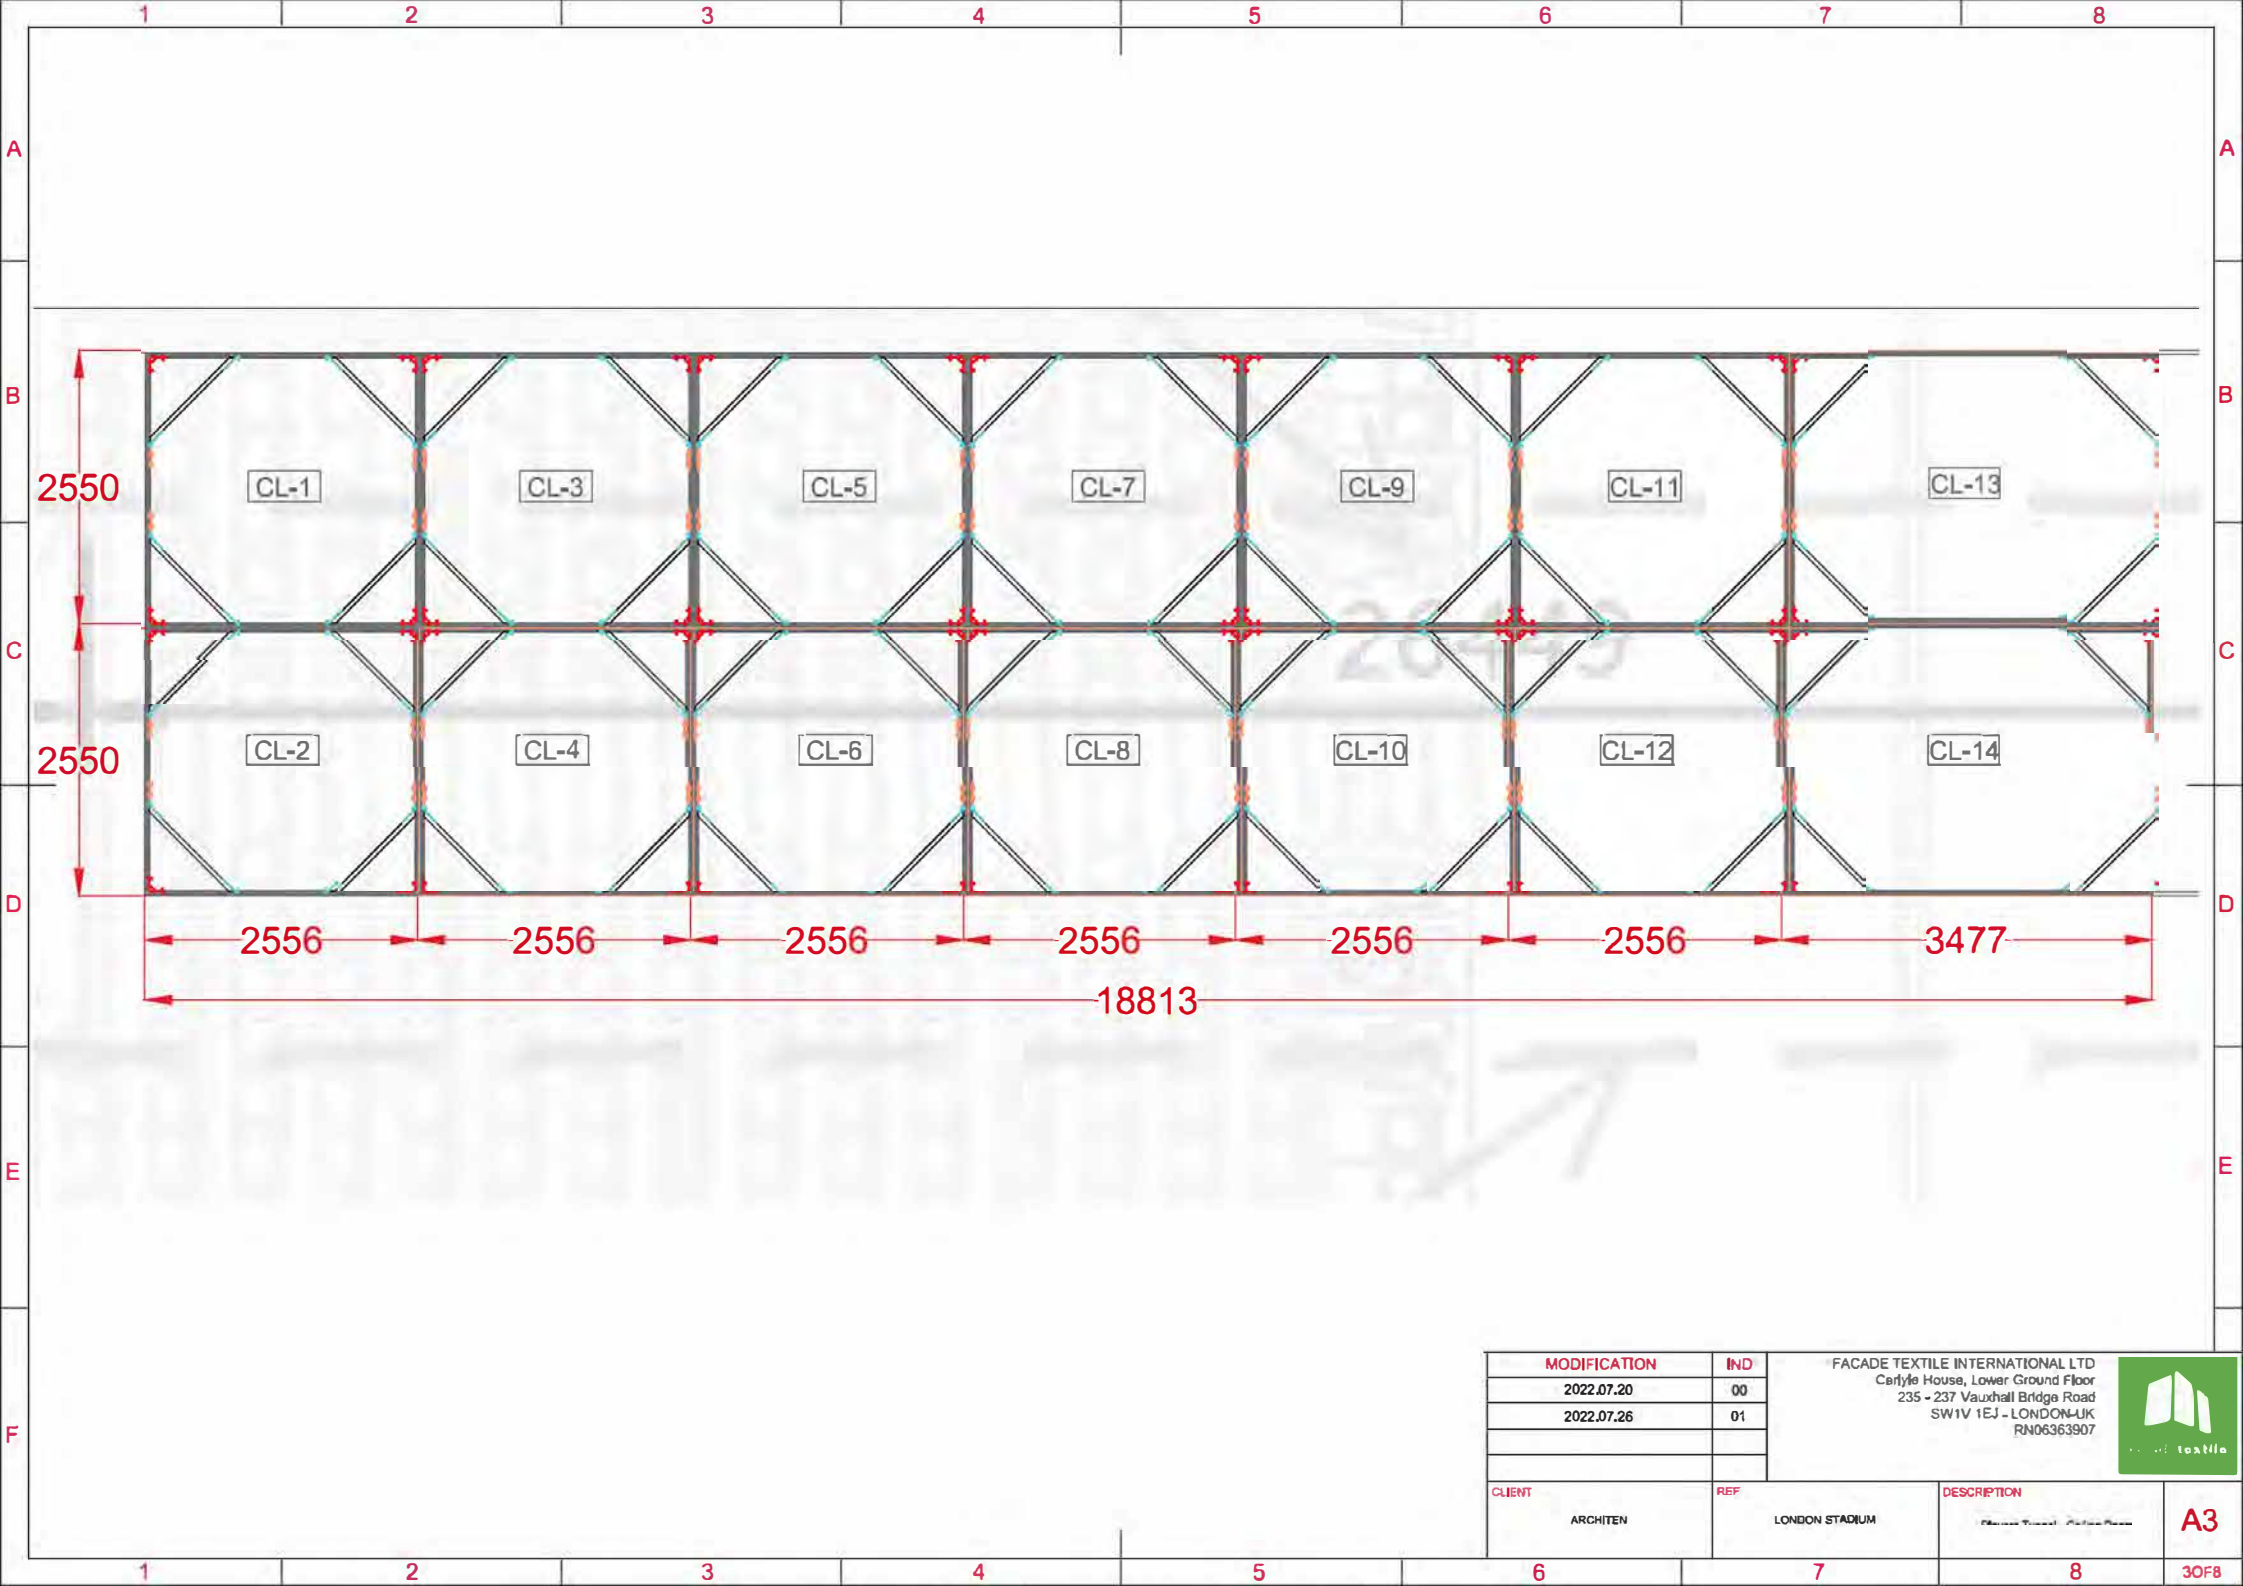 1 2 3 4 5 6 7 8
A A
B B
CL-1 CL-3 CL-5 CL-7 CL-9 CL-11 CL-13
2550
26449
C C
CL-2 CL-4 CL-6 CL-8 CL-10 CL-12 CL-14
2550
D D
2556 2556 2556 2556 2556 2556 3477
18813
E E
F
MODIFICATION IND
2022.07.20 00
2022.07.26 01
FACADE TEXTILE INTERNATIONAL LTD
Carlyle House, Lower Ground Floor
235 - 237 Vauxhall Bridge Road
SW1V 1EJ - LONDON-UK
RN06363907
textile
CLIENT REF DESCRIPTION
ARCHITEN LONDON STADIUM
A3
1 2 3 4 5 6 7 8
3OF8